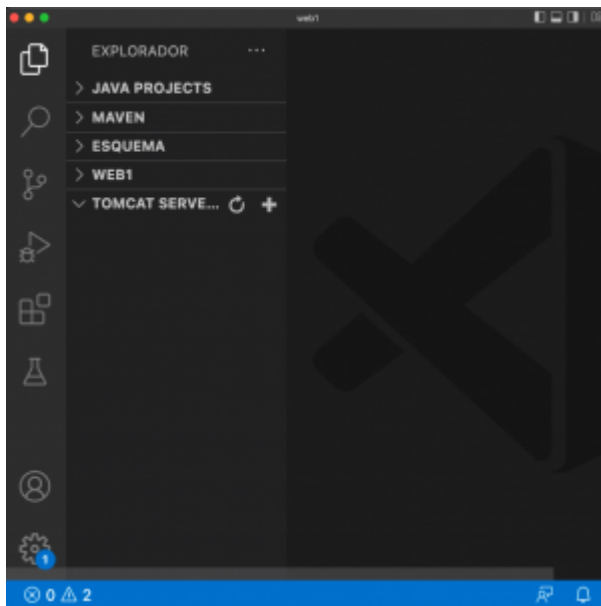 web1
EXPLORADOR
JAVA PROJECTS
MAVEN
ESQUEMA
WEB1
TOMCAT SERVE...
1
0 2